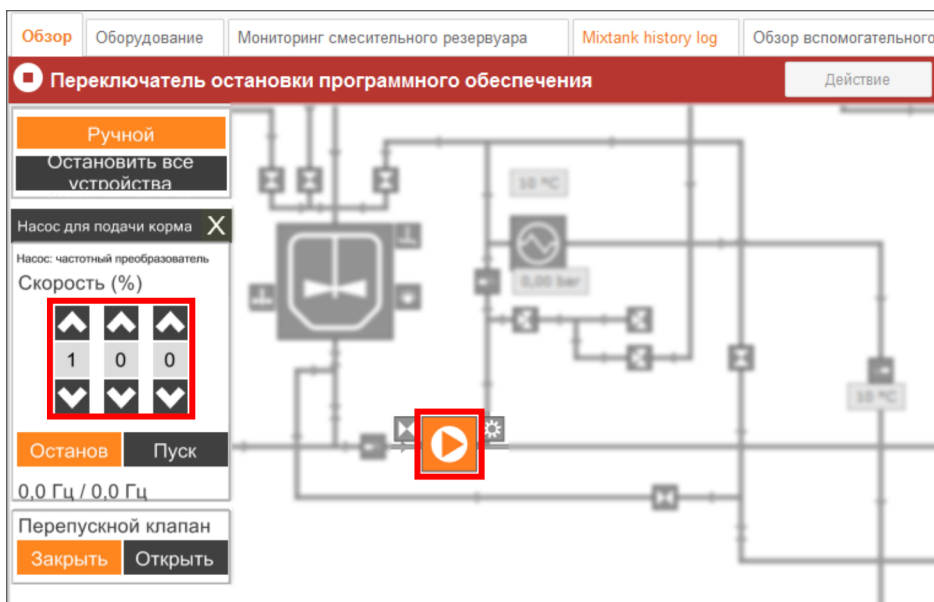 Обзор
Оборудование
Мониторинг смесительного резервуара
Mixtank history log
Обзор вспомогательного
Переключатель остановки программного обеспечения
Действие
Ручной
Остановить все
устройства
Насос для подачи корма X
Насос: частотный преобразователь
Скорость (%)
1 0 0
Останов Пуск
0,0 Гц / 0,0 Гц
Перепускной клапан
Закрыть Открыть
10 °C
0,00 bar
10 °C